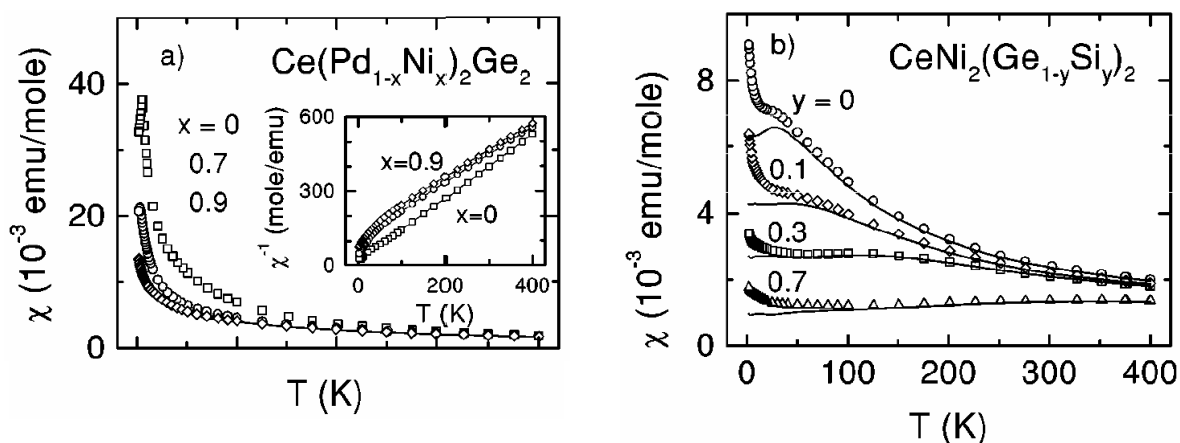 a) Ce(Pd₁₋ₓNiₓ)₂Ge₂
χ (10⁻³ emu/mole)
40
20
0
x = 0
0.7
0.9
χ⁻¹ (mole/emu)
600
300
0
x=0.9
x=0
0 200 400
T (K)
T (K)
b) CeNi₂(Ge₁₋ᵧSiᵧ)₂
χ (10⁻³ emu/mole)
8
4
0
y = 0
0.1
0.3
0.7
0 100 200 300 400
T (K)